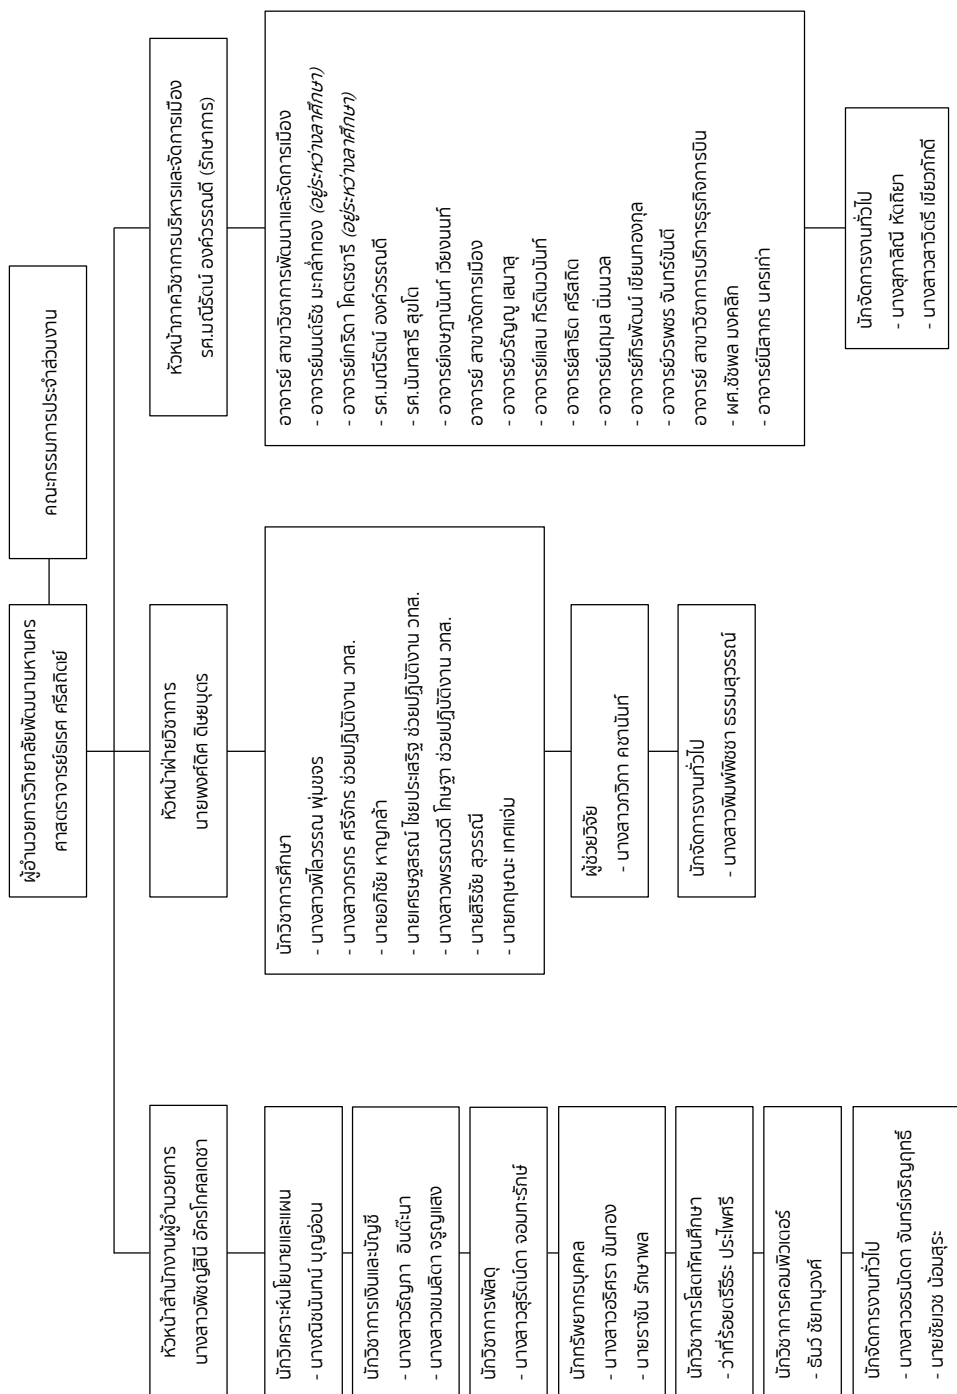 คณะกรรมการประจำส่วนงาน
ผู้อำนวยการวิทยาลัยพัฒนามหานคร
ศาสตราจารย์ธเรศ ศรีสถิตย์
หัวหน้าสำนักงานผู้อำนวยการ
นางสาวพิชญ์สินี อัครโกศลเดชา
นักวิเคราะห์นโยบายและแผน
- นางณิชนันทน์ บุญอ่อน
นักวิชาการเงินและบัญชี
- นางสาวธัญภา อินต๊ะนา
- นางสาวเขมลิดา จรูญแสง
นักวิชาการพัสดุ
- นางสาวสุรัตน์ดา จอมทะรักษ์
นักทรัพยากรบุคคล
- นางสาวอริศรา ขันทอง
- นายราชัน รักษาพล
นักวิชาการโสตทัศนศึกษา
- ว่าที่ร้อยตรีธีระ ประไพศรี
นักวิชาการคอมพิวเตอร์
- ธันว์ ชัยทนุวงศ์
นักจัดการงานทั่วไป
- นางสาวอรนัดดา จันทร์เจริญฤทธิ์
- นายชัยเวช น้อมสุระ
หัวหน้าฝ่ายวิชาการ
นายพงศ์ดิศ ดิษยบุตร
นักวิชาการศึกษา
- นางสาวพิไลวรรณ พุ่มขจร
- นางสาวกรกร ศรีจักร ช่วยปฏิบัติงาน วทส.
- นายอภิชัย หาญกล้า
- นายเศรษฐสรณ์ ไชยประเสริฐ ช่วยปฏิบัติงาน วทส.
- นางสาวพรรณวดี โกษฐา ช่วยปฏิบัติงาน วทส.
- นายสิริชัย สุวรรณี
- นายกฤษณะ เทศแจ่ม
ผู้ช่วยวิจัย
- นางสาวภวิกา คชานันท์
นักจัดการงานทั่วไป
- นางสาวพิมพ์พิชชา ธรรมสุวรรณ์
หัวหน้าภาควิชาการบริหารและจัดการเมือง
รศ.มณีรัตน์ องค์วรรณดี (รักษาการ)
อาจารย์ สาขาวิชาการพัฒนาและจัดการเมือง
- อาจารย์มนต์ธัช มะกล่ำทอง (อยู่ระหว่างลาศึกษา)
- อาจารย์เกริดา โคตรชารี (อยู่ระหว่างลาศึกษา)
- รศ.มณีรัตน์ องค์วรรณดี
- รศ.นันทสารี สุขโต
- อาจารย์เจษฎานันท์ เวียงนนท์
อาจารย์ สาขาจัดการเมือง
- อาจารย์วรัญญู เสนาสุ
- อาจารย์แสน กีรตินวนันท์
- อาจารย์สาธิต ศรีสถิต
- อาจารย์นฤมล นิ่มนวล
- อาจารย์ภิรพัฒน์ เขียนทองกุล
- อาจารย์วรพชร จันทร์ขันตี
อาจารย์ สาขาวิชาการบริการธุรกิจการบิน
- ผศ.ชัชพล มงคลิก
- อาจารย์นิสากร นครเก่า
นักจัดการงานทั่วไป
- นางสุภาลิณี หัตถิยา
- นางสาวสาวิตรี เขียวภักดี